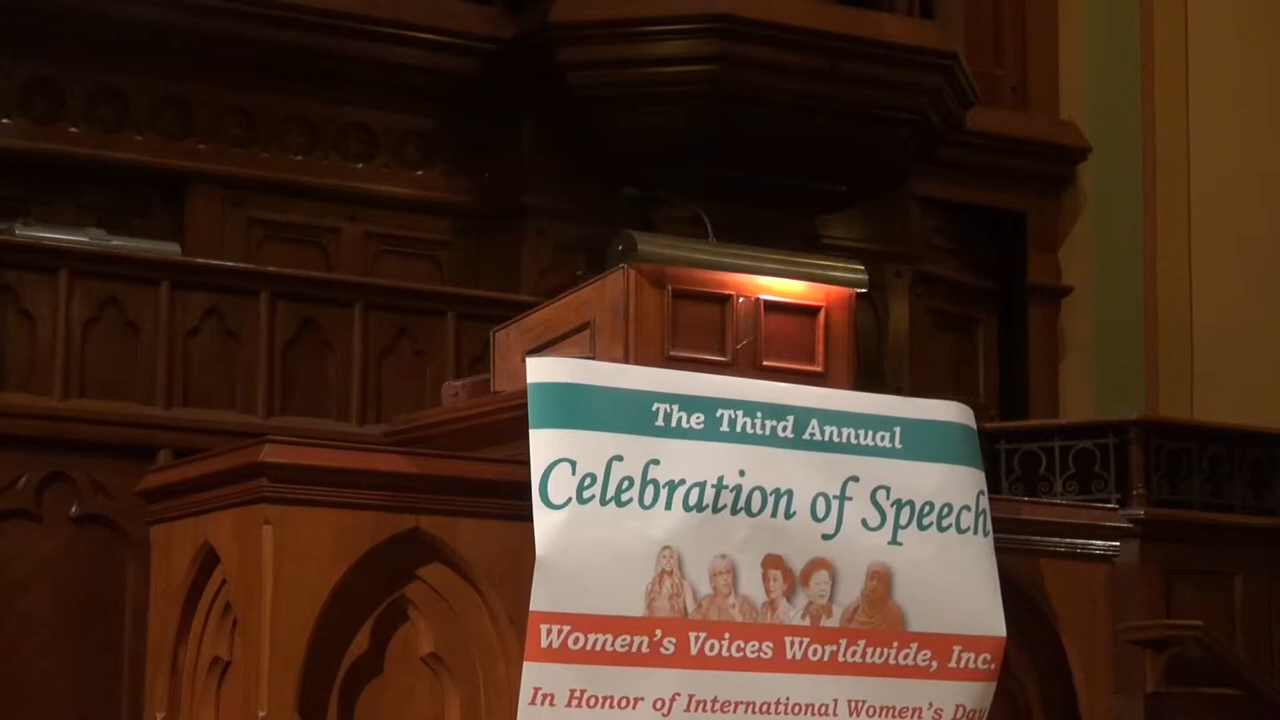 The Third Annual
Celebration of Speech
Women's Voices Worldwide, Inc.
In Honor of International Women's Day